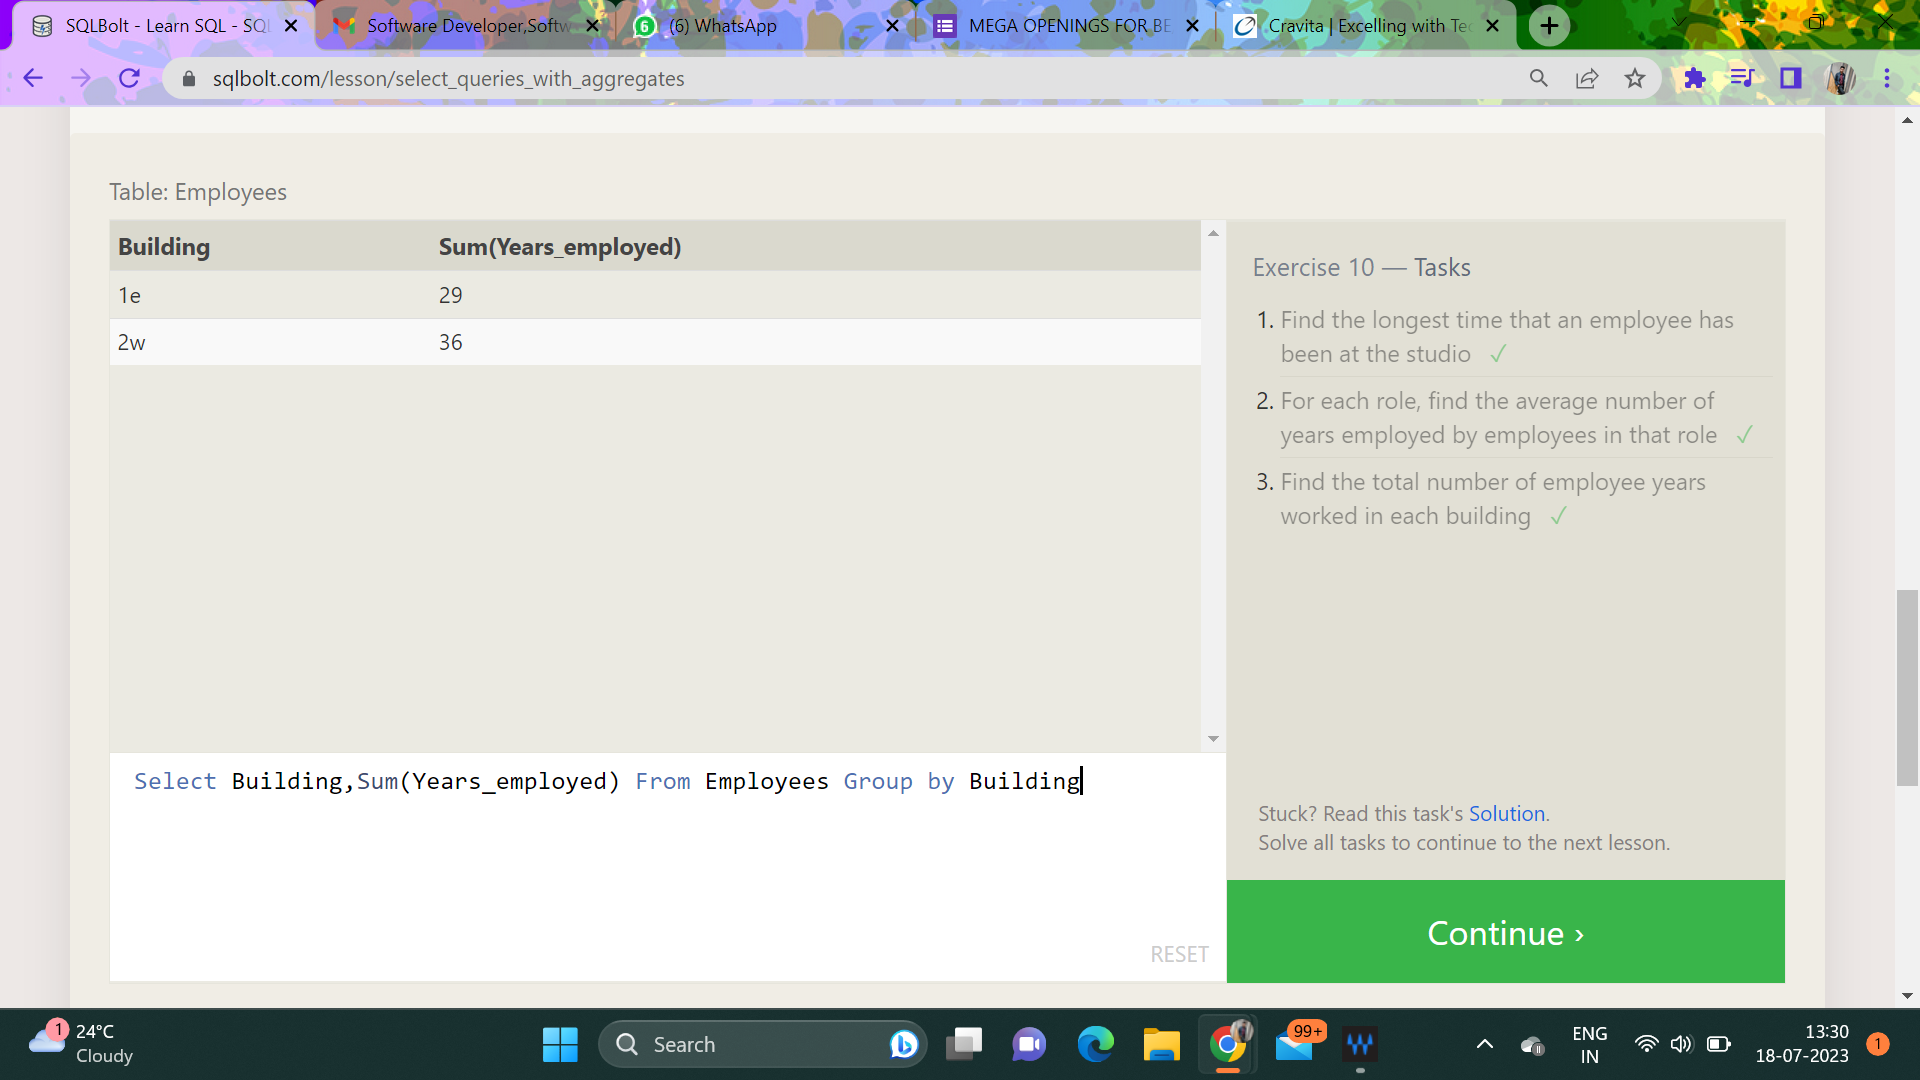 SQLBolt - Learn SQL - SQL
Software Developer,Softw
(6) WhatsApp
MEGA OPENINGS FOR BE
Cravita | Excelling with Tec
sqlbolt.com/lesson/select_queries_with_aggregates
Table: Employees
Building Sum(Years_employed)
1e 29
2w 36
Select Building,Sum(Years_employed) From Employees Group by Building
RESET
Exercise 10 — Tasks
1. Find the longest time that an employee has
been at the studio ✓
2. For each role, find the average number of
years employed by employees in that role ✓
3. Find the total number of employee years
worked in each building ✓
Stuck? Read this task's Solution.
Solve all tasks to continue to the next lesson.
Continue ›
1
24°C
Cloudy
Search
99+
ENG
IN
13:30
18-07-2023
1